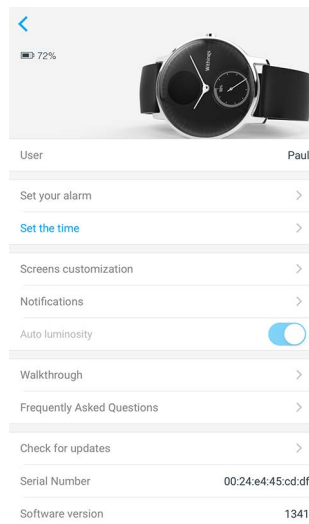 72%
Withings
User Paul
Set your alarm
Set the time
Screens customization
Notifications
Auto luminosity
Walkthrough
Frequently Asked Questions
Check for updates
Serial Number 00:24:e4:45:cd:df
Software version 1341